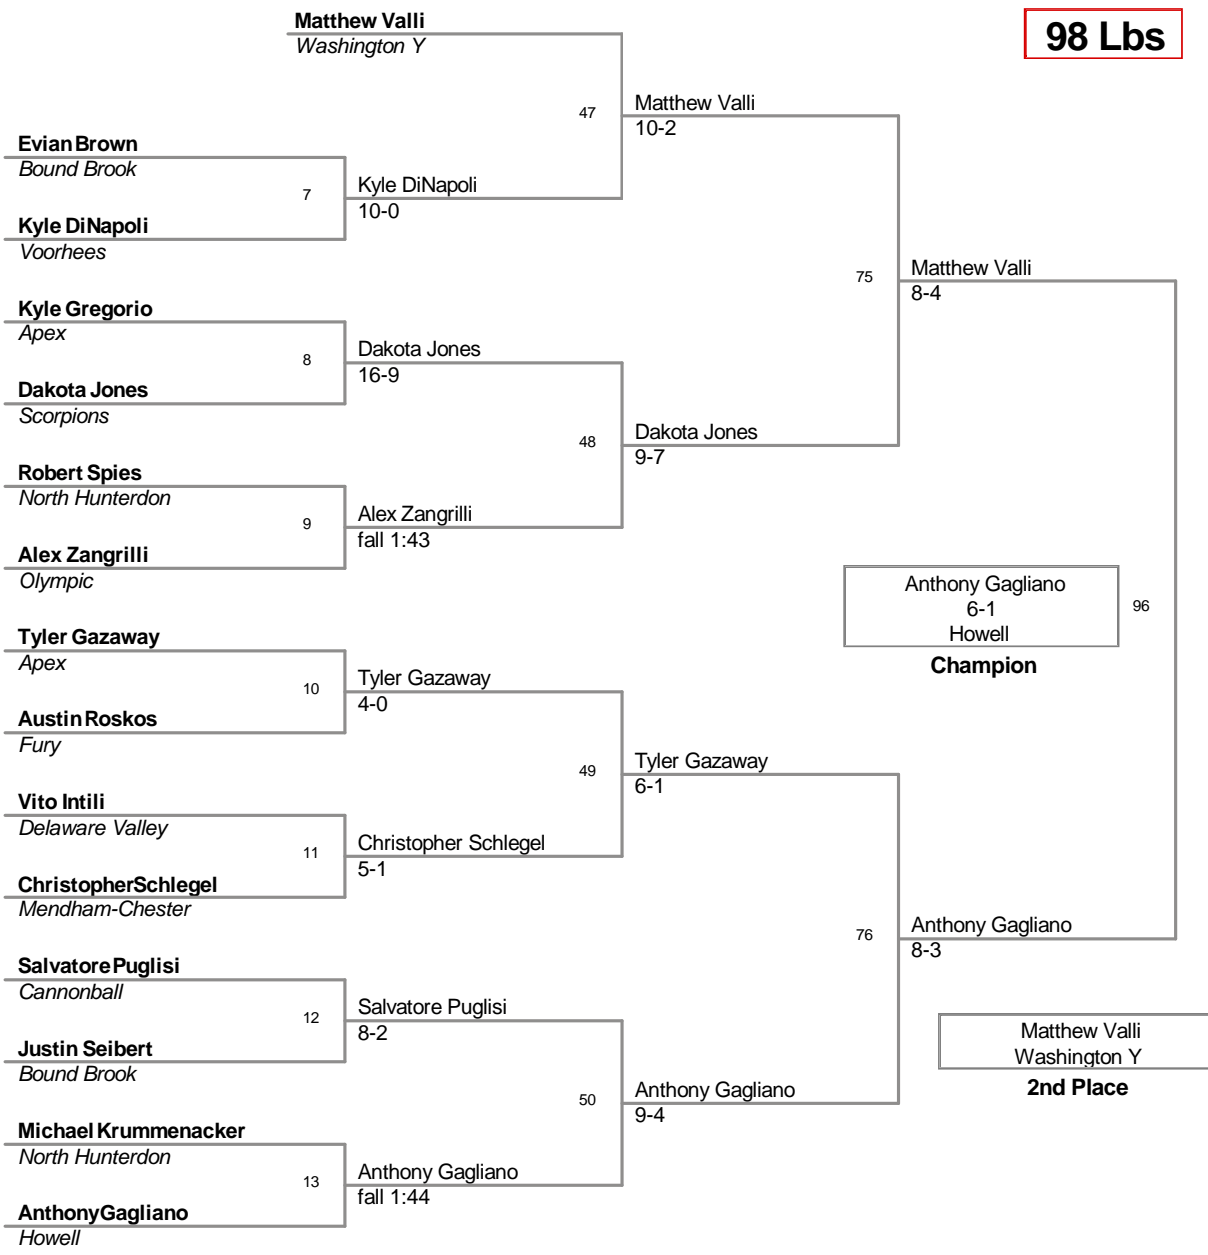 Matthew Valli
Washington Y
98 Lbs
47
Matthew Valli
10-2
Evian Brown
Bound Brook
7
Kyle DiNapoli
10-0
Kyle DiNapoli
Voorhees
75
Matthew Valli
8-4
Kyle Gregorio
Apex
8
Dakota Jones
16-9
Dakota Jones
Scorpions
48
Dakota Jones
9-7
Robert Spies
North Hunterdon
9
Alex Zangrilli
fall 1:43
Alex Zangrilli
Olympic
Anthony Gagliano
6-1
Howell
96
Champion
Tyler Gazaway
Apex
10
Tyler Gazaway
4-0
Austin Roskos
Fury
49
Tyler Gazaway
6-1
Vito Intili
Delaware Valley
11
Christopher Schlegel
5-1
ChristopherSchlegel
Mendham-Chester
76
Anthony Gagliano
8-3
Salvatore Puglisi
Cannonball
12
Salvatore Puglisi
8-2
Justin Seibert
Bound Brook
Matthew Valli
Washington Y
2nd Place
50
Anthony Gagliano
9-4
Michael Krummenacker
North Hunterdon
13
Anthony Gagliano
fall 1:44
AnthonyGagliano
Howell